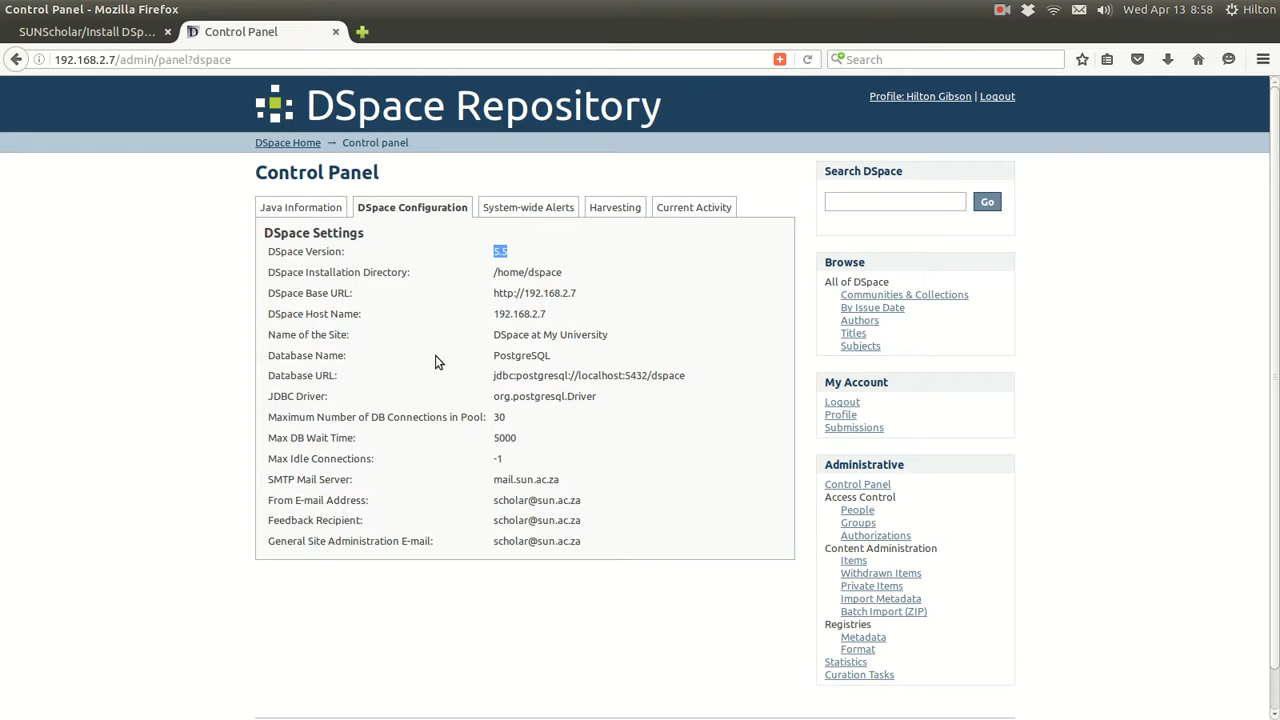 Control Panel - Mozilla Firefox
Wed Apr 13 8:58 Hilton
SUNScholar/Install DSp...
Control Panel
192.168.2.7/admin/panel?dspace
Search
DSpace Repository
Profile: Hilton Gibson | Logout
DSpace Home → Control panel
Control Panel
Java Information
DSpace Configuration
System-wide Alerts
Harvesting
Current Activity
DSpace Settings
DSpace Version: 5.5
DSpace Installation Directory: /home/dspace
DSpace Base URL: http://192.168.2.7
DSpace Host Name: 192.168.2.7
Name of the Site: DSpace at My University
Database Name: PostgreSQL
Database URL: jdbc:postgresql://localhost:5432/dspace
JDBC Driver: org.postgresql.Driver
Maximum Number of DB Connections in Pool: 30
Max DB Wait Time: 5000
Max Idle Connections: -1
SMTP Mail Server: mail.sun.ac.za
From E-mail Address: scholar@sun.ac.za
Feedback Recipient: scholar@sun.ac.za
General Site Administration E-mail: scholar@sun.ac.za
Search DSpace
Go
Browse
All of DSpace
Communities & Collections
By Issue Date
Authors
Titles
Subjects
My Account
Logout
Profile
Submissions
Administrative
Control Panel
Access Control
People
Groups
Authorizations
Content Administration
Items
Withdrawn Items
Private Items
Import Metadata
Batch Import (ZIP)
Registries
Metadata
Format
Statistics
Curation Tasks